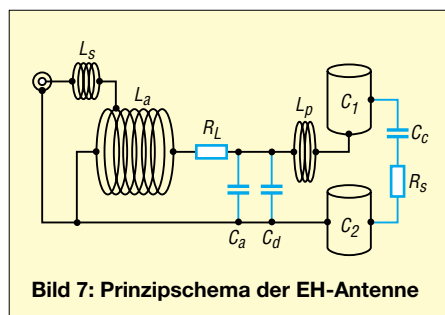 Ls
La
RL
Lp
C1
Cc
Rs
Ca
Cd
C2
Bild 7: Prinzipschema der EH-Antenne